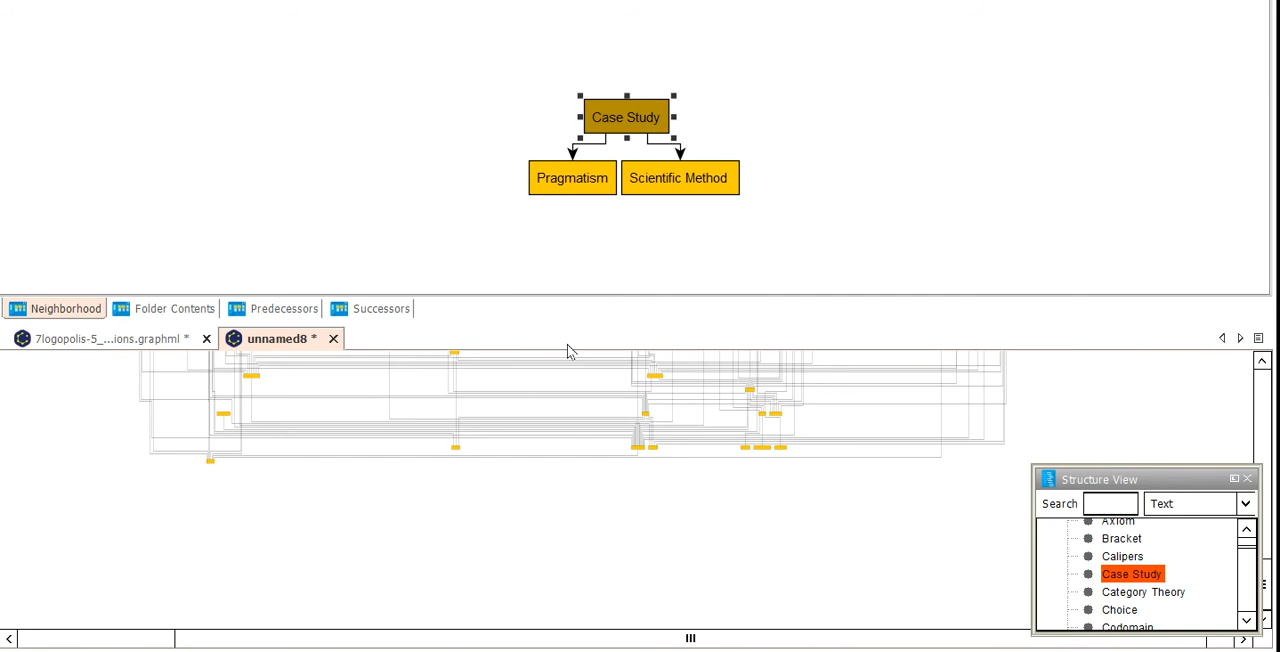 Case Study
Pragmatism Scientific Method
Neighborhood Folder Contents Predecessors Successors
7logopolis-5_...ions.graphml * unnamed8 *
Structure View
Search Text
Axiom
Bracket
Calipers
Case Study
Category Theory
Choice
Codomain